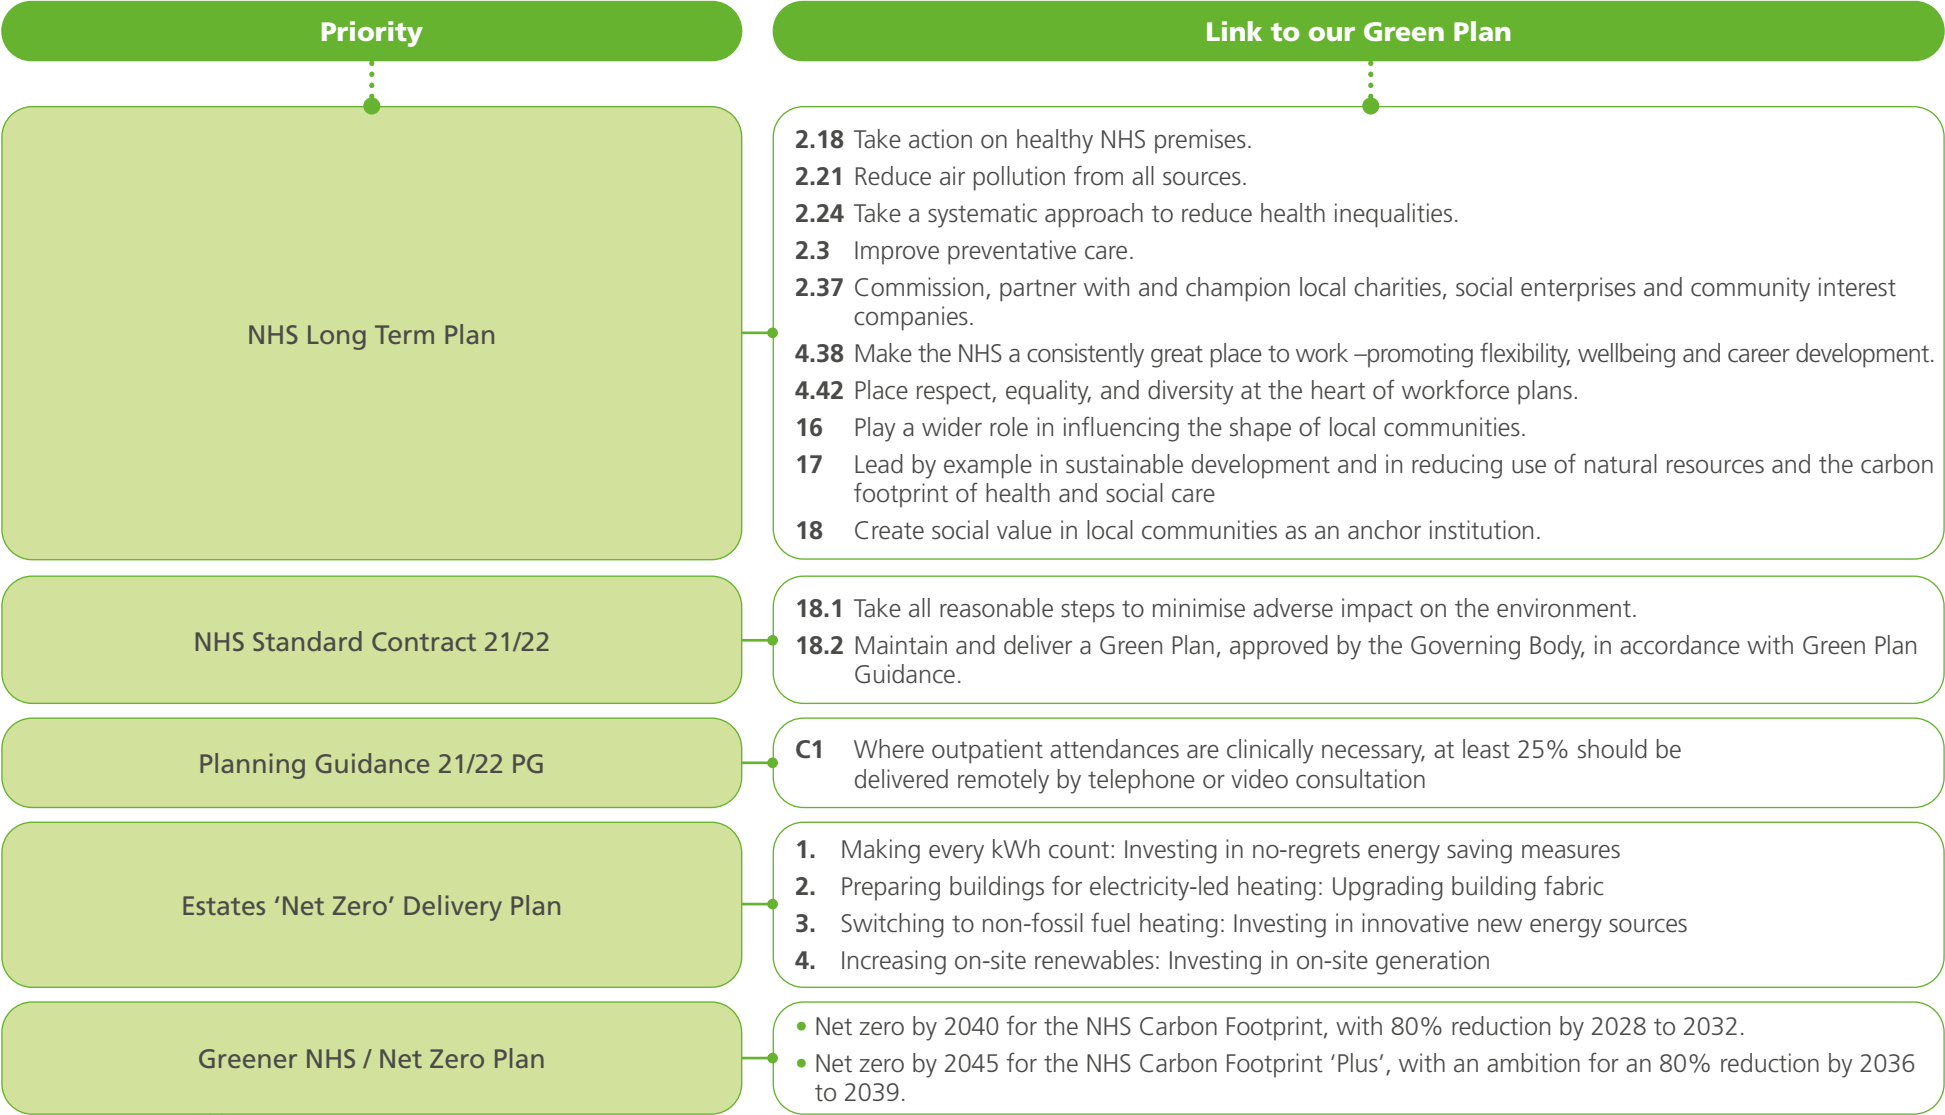 Priority
Link to our Green Plan
NHS Long Term Plan
2.18 Take action on healthy NHS premises.
2.21 Reduce air pollution from all sources.
2.24 Take a systematic approach to reduce health inequalities.
2.3 Improve preventative care.
2.37 Commission, partner with and champion local charities, social enterprises and community interest
companies.
4.38 Make the NHS a consistently great place to work –promoting flexibility, wellbeing and career development.
4.42 Place respect, equality, and diversity at the heart of workforce plans.
16 Play a wider role in influencing the shape of local communities.
17 Lead by example in sustainable development and in reducing use of natural resources and the carbon
footprint of health and social care
18 Create social value in local communities as an anchor institution.
NHS Standard Contract 21/22
18.1 Take all reasonable steps to minimise adverse impact on the environment.
18.2 Maintain and deliver a Green Plan, approved by the Governing Body, in accordance with Green Plan
Guidance.
Planning Guidance 21/22 PG
C1 Where outpatient attendances are clinically necessary, at least 25% should be
delivered remotely by telephone or video consultation
Estates ‘Net Zero’ Delivery Plan
1. Making every kWh count: Investing in no-regrets energy saving measures
2. Preparing buildings for electricity-led heating: Upgrading building fabric
3. Switching to non-fossil fuel heating: Investing in innovative new energy sources
4. Increasing on-site renewables: Investing in on-site generation
Greener NHS / Net Zero Plan
• Net zero by 2040 for the NHS Carbon Footprint, with 80% reduction by 2028 to 2032.
• Net zero by 2045 for the NHS Carbon Footprint ‘Plus’, with an ambition for an 80% reduction by 2036
to 2039.